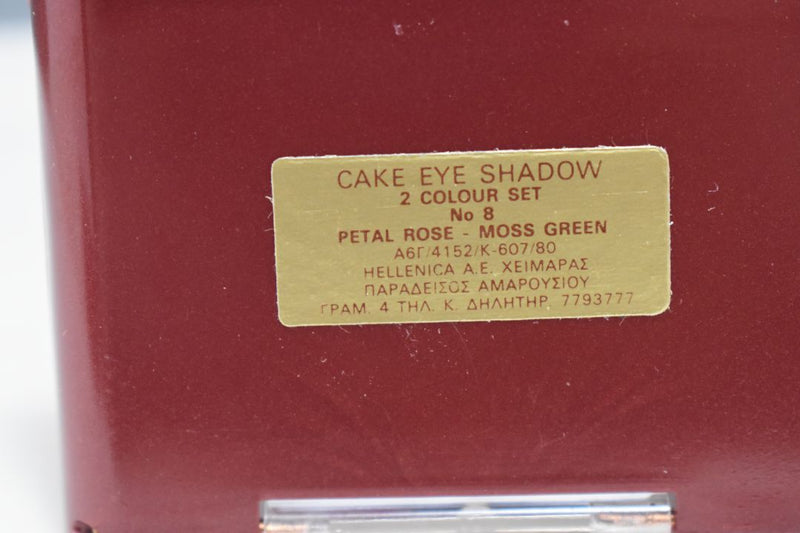 CAKE EYE SHADOW
2 COLOUR SET
No 8
PETAL ROSE - MOSS GREEN
Α6Γ/4152/Κ-607/80
HELLENICA A.E. ΧΕΙΜΑΡΑΣ
ΠΑΡΑΔΕΙΣΟΣ ΑΜΑΡΟΥΣΙΟΥ
ΓΡΑΜ. 4 ΤΗΛ. Κ. ΔΗΛΗΤΗΡ. 7793777